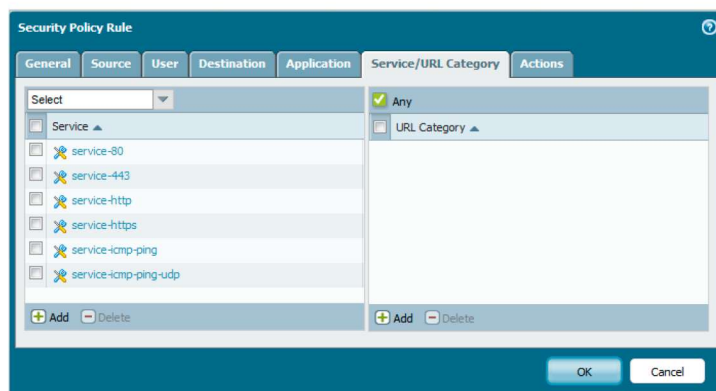 Security Policy Rule
General Source User Destination Application Service/URL Category Actions
Select
Service
service-80
service-443
service-http
service-https
service-icmp-ping
service-icmp-ping-udp
Add Delete
Any
URL Category
Add Delete
OK Cancel